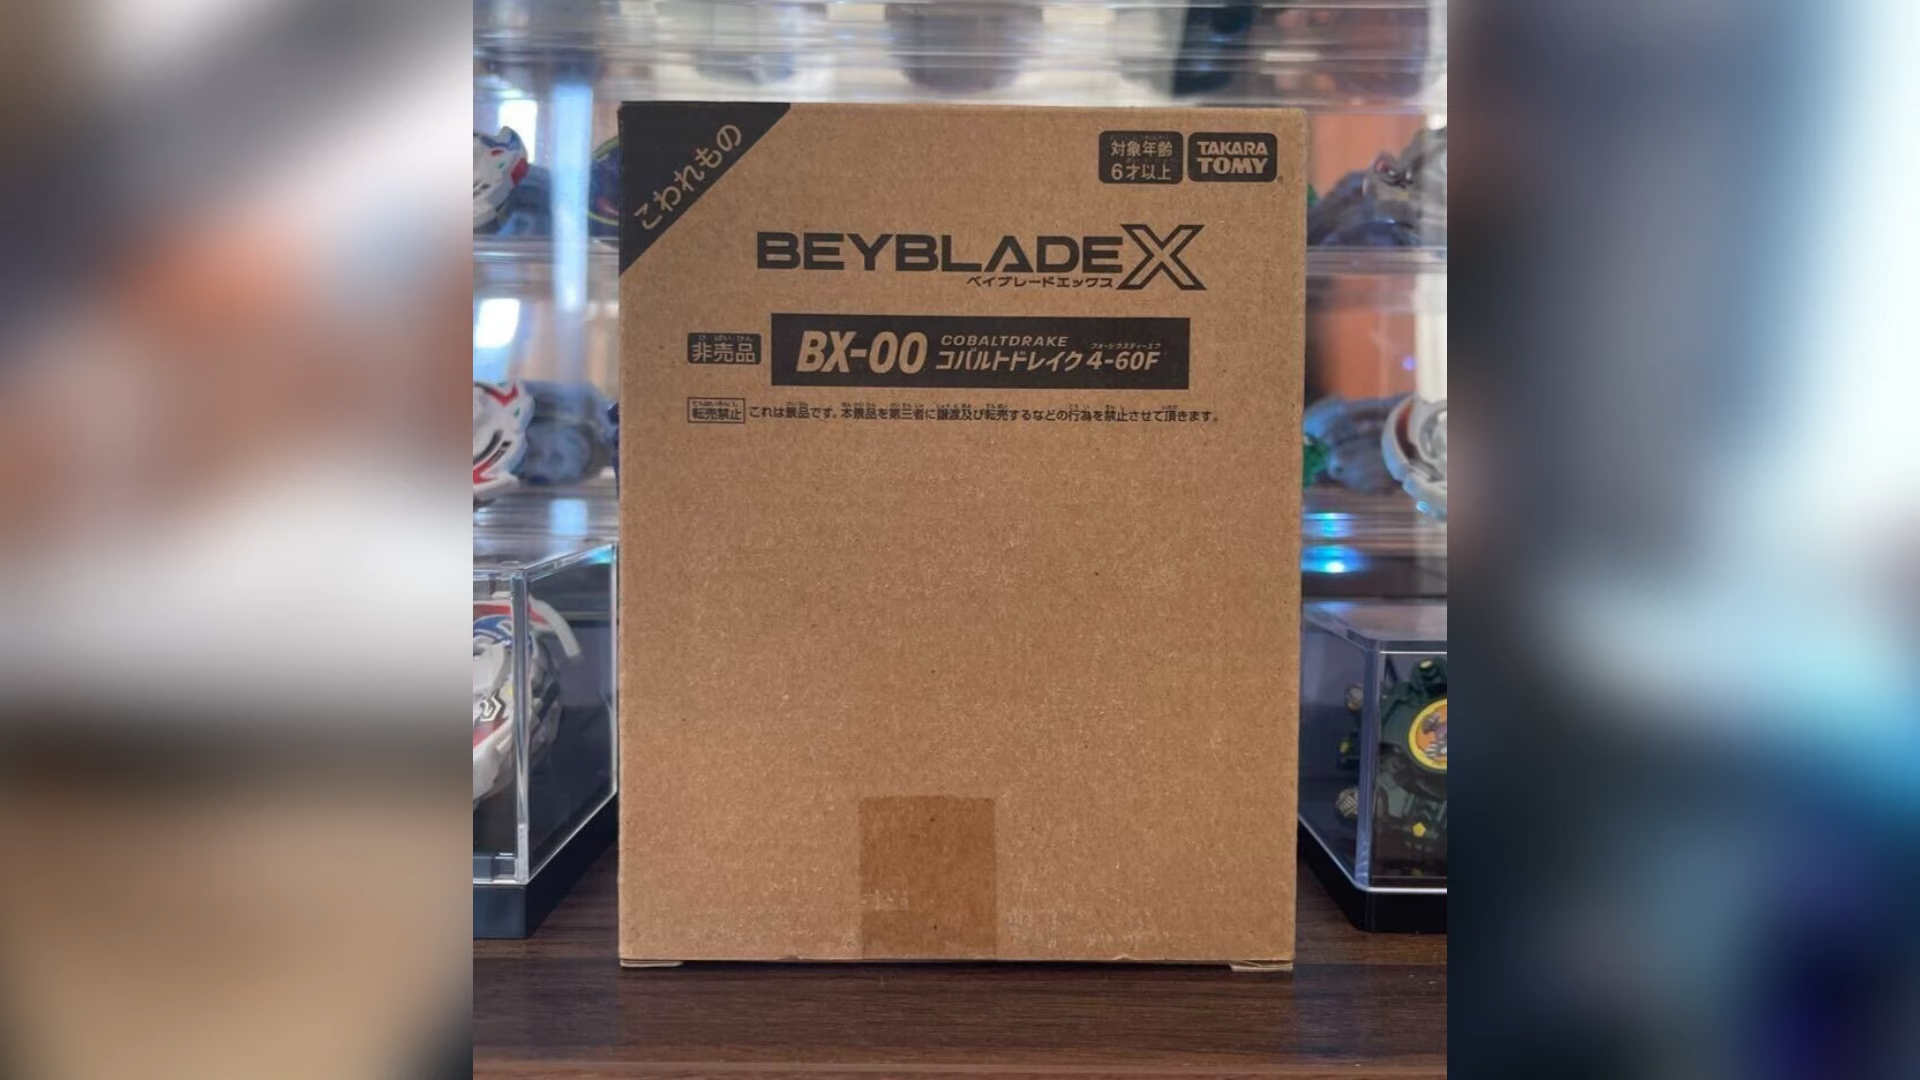 こわれもの
対象年齢
6才以上
TAKARA
TOMY
BEYBLADE X
ベイブレードエックス
非売品
BX-00
COBALTDRAKE
コバルトドレイク 4-60F
転売禁止 これは景品です。本景品を第三者に譲渡及び転売するなどの行為を禁止させて頂きます。